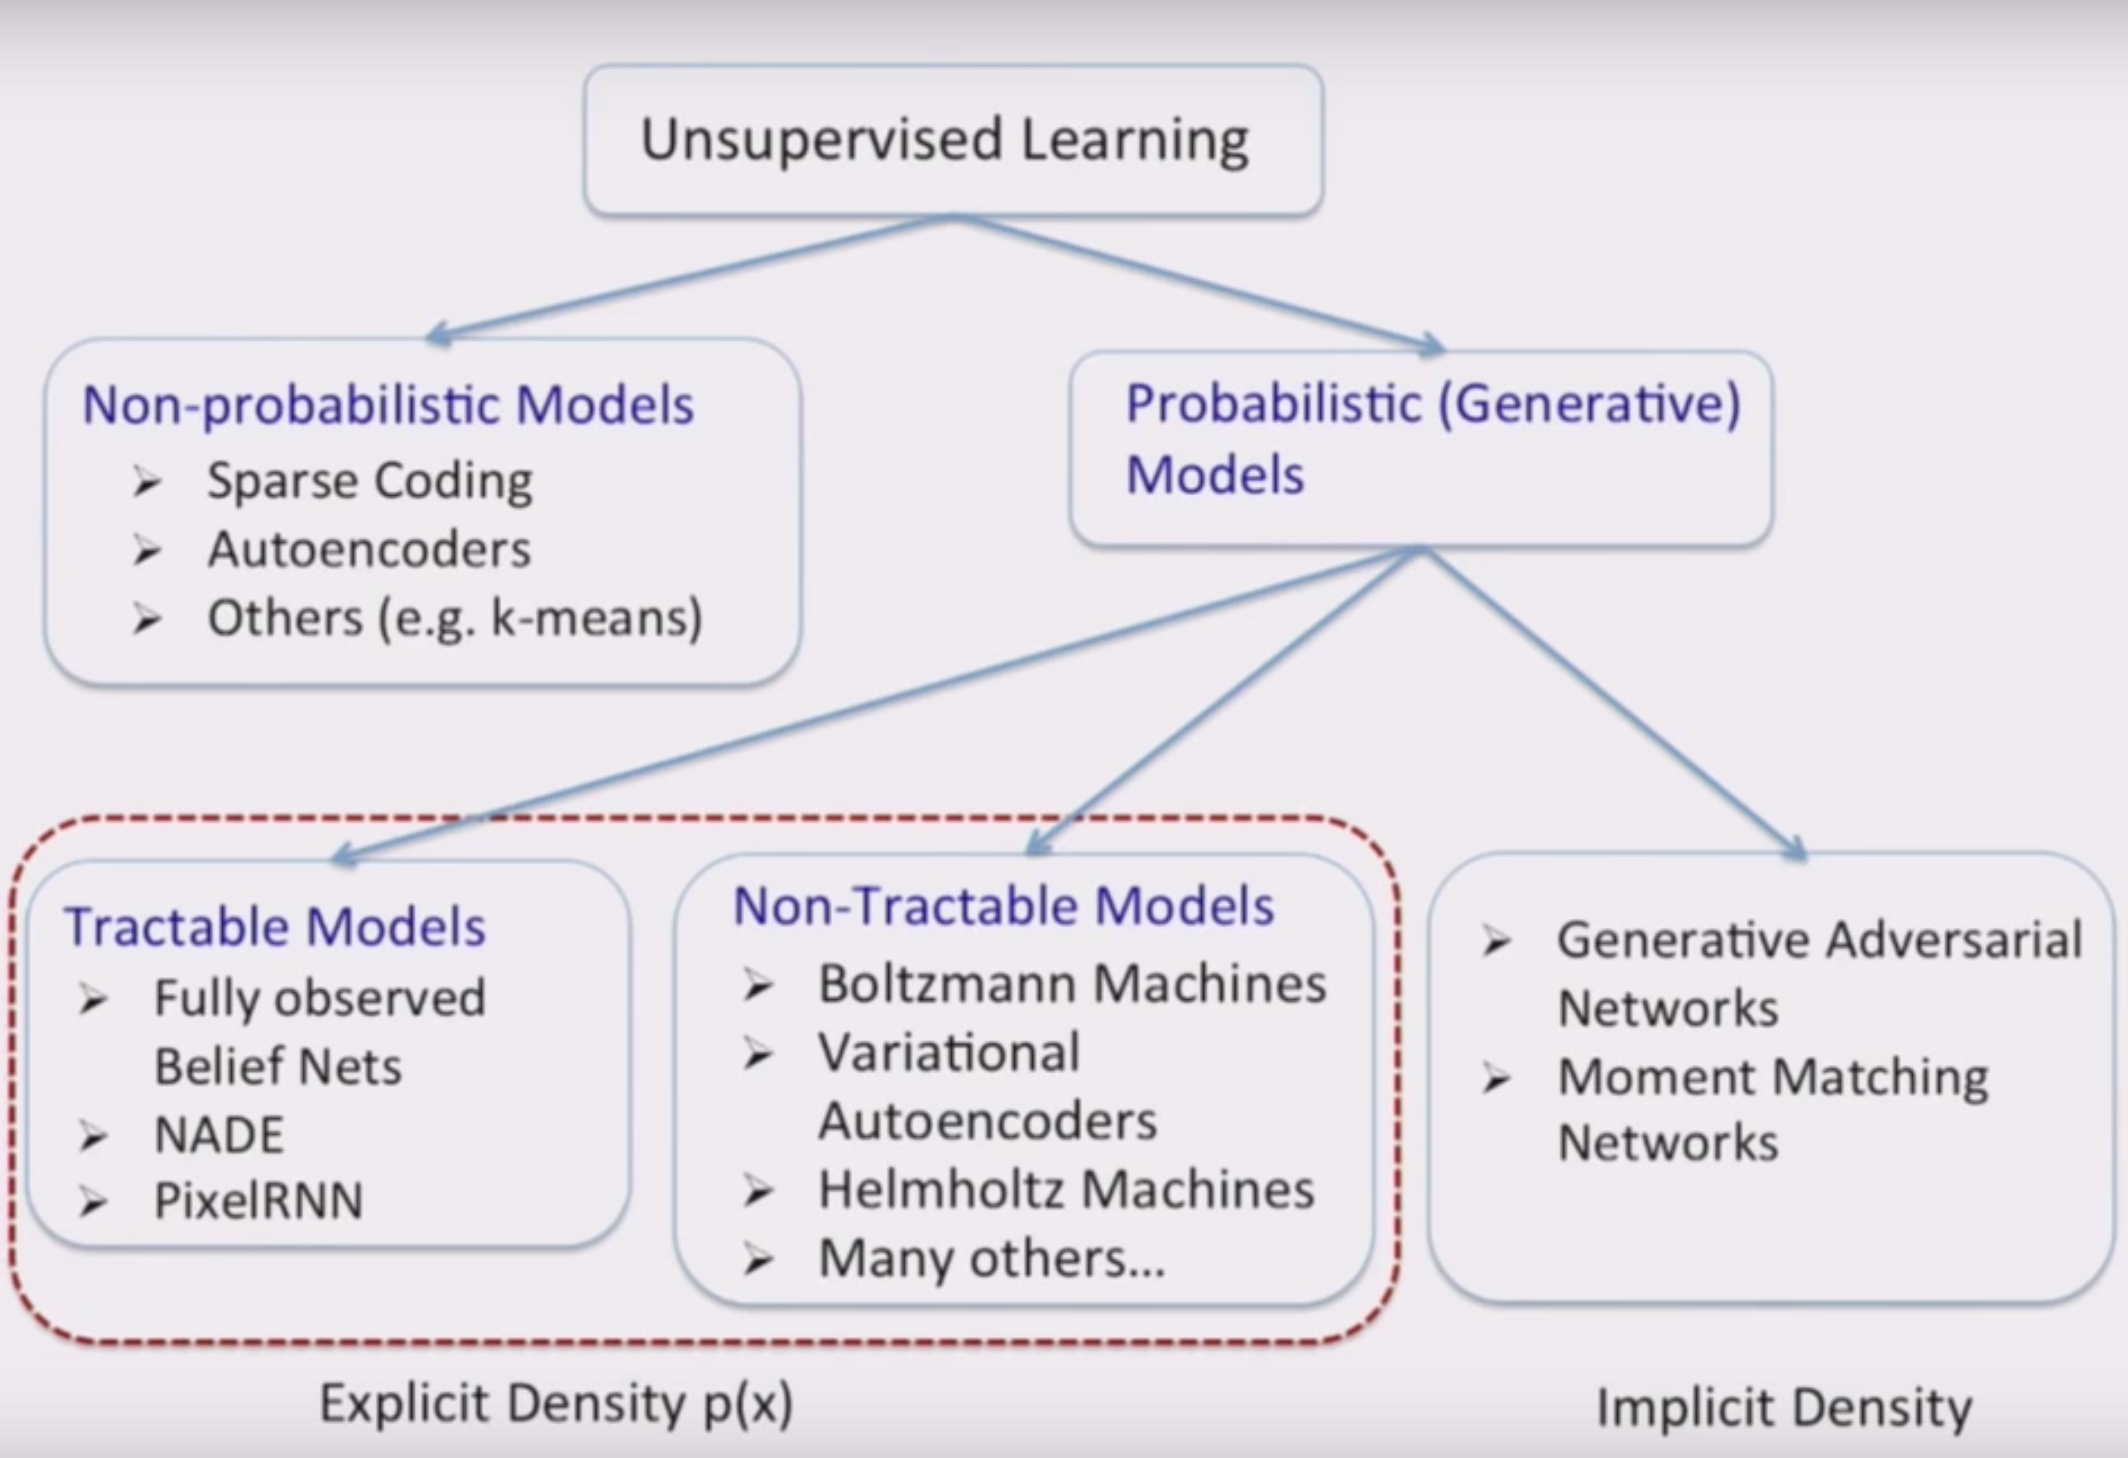 Unsupervised Learning
Non-probabilistic Models
➢ Sparse Coding
➢ Autoencoders
➢ Others (e.g. k-means)
Probabilistic (Generative)
Models
Tractable Models
➢ Fully observed
Belief Nets
➢ NADE
➢ PixelRNN
Non-Tractable Models
➢ Boltzmann Machines
➢ Variational
Autoencoders
➢ Helmholtz Machines
➢ Many others...
➢ Generative Adversarial
Networks
➢ Moment Matching
Networks
Explicit Density p(x)
Implicit Density